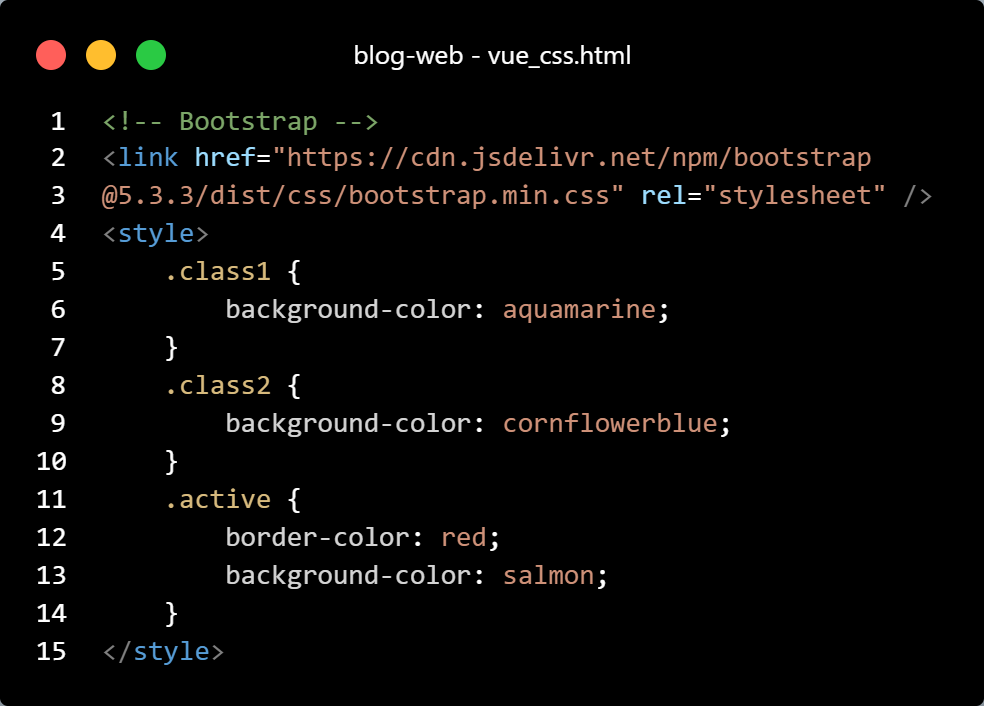 blog-web - vue_css.html
1 <!-- Bootstrap -->
2 <link href="https://cdn.jsdelivr.net/npm/bootstrap
3 @5.3.3/dist/css/bootstrap.min.css" rel="stylesheet" />
4 <style>
5     .class1 {
6         background-color: aquamarine;
7     }
8     .class2 {
9         background-color: cornflowerblue;
10     }
11     .active {
12         border-color: red;
13         background-color: salmon;
14     }
15 </style>